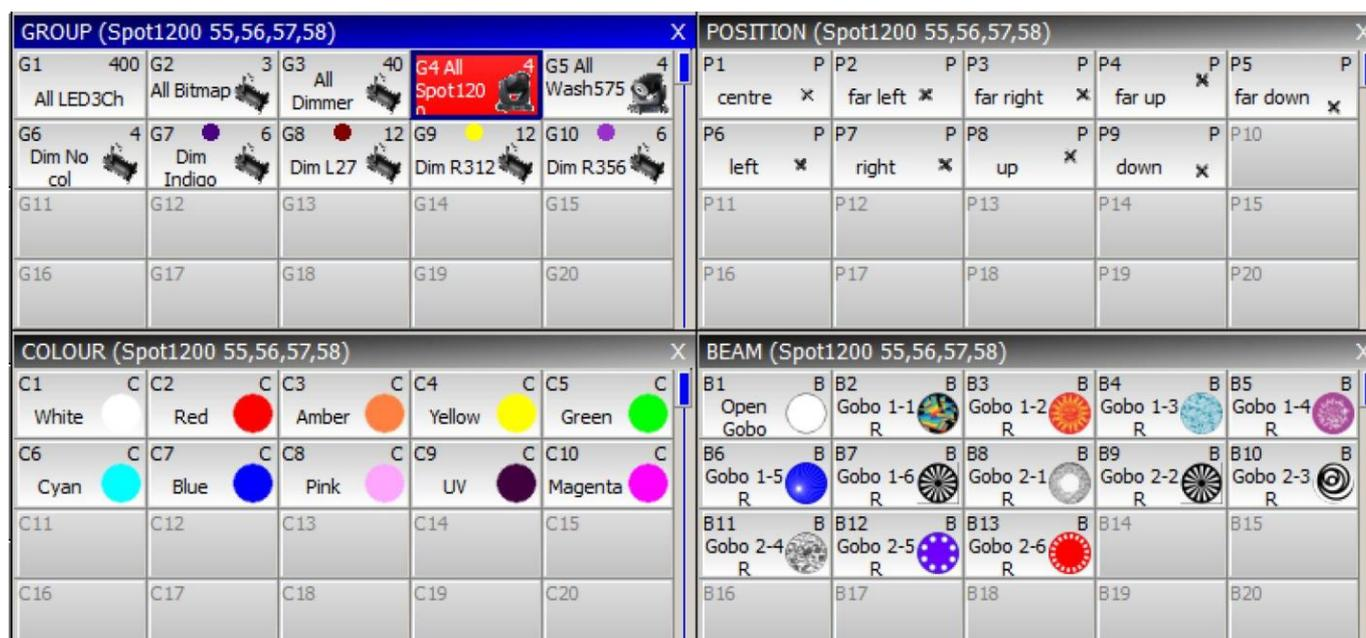 GROUP (Spot1200 55,56,57,58) X
G1 400 G2 3 G3 40 G4 All 4 G5 All 4
All LED3Ch All Bitmap All Dimmer Spot120 0 Wash575
G6 4 G7 6 G8 12 G9 12 G10 6
Dim No col Dim Indigo Dim L27 Dim R312 Dim R356
G11 G12 G13 G14 G15
G16 G17 G18 G19 G20
POSITION (Spot1200 55,56,57,58) X
P1 P P2 P P3 P P4 P P5 P
centre far left far right far up far down
P6 P P7 P P8 P P9 P P10
left right up down
P11 P12 P13 P14 P15
P16 P17 P18 P19 P20
COLOUR (Spot1200 55,56,57,58) X
C1 C C2 C C3 C C4 C C5 C
White Red Amber Yellow Green
C6 C C7 C C8 C C9 C C10 C
Cyan Blue Pink UV Magenta
C11 C12 C13 C14 C15
C16 C17 C18 C19 C20
BEAM (Spot1200 55,56,57,58) X
B1 B B2 B B3 B B4 B B5 B
Open Gobo Gobo 1-1 R Gobo 1-2 R Gobo 1-3 R Gobo 1-4 R
B6 B B7 B B8 B B9 B B10 B
Gobo 1-5 R Gobo 1-6 R Gobo 2-1 R Gobo 2-2 R Gobo 2-3 R
B11 B B12 B B13 B B14 B15
Gobo 2-4 R Gobo 2-5 R Gobo 2-6 R
B16 B17 B18 B19 B20